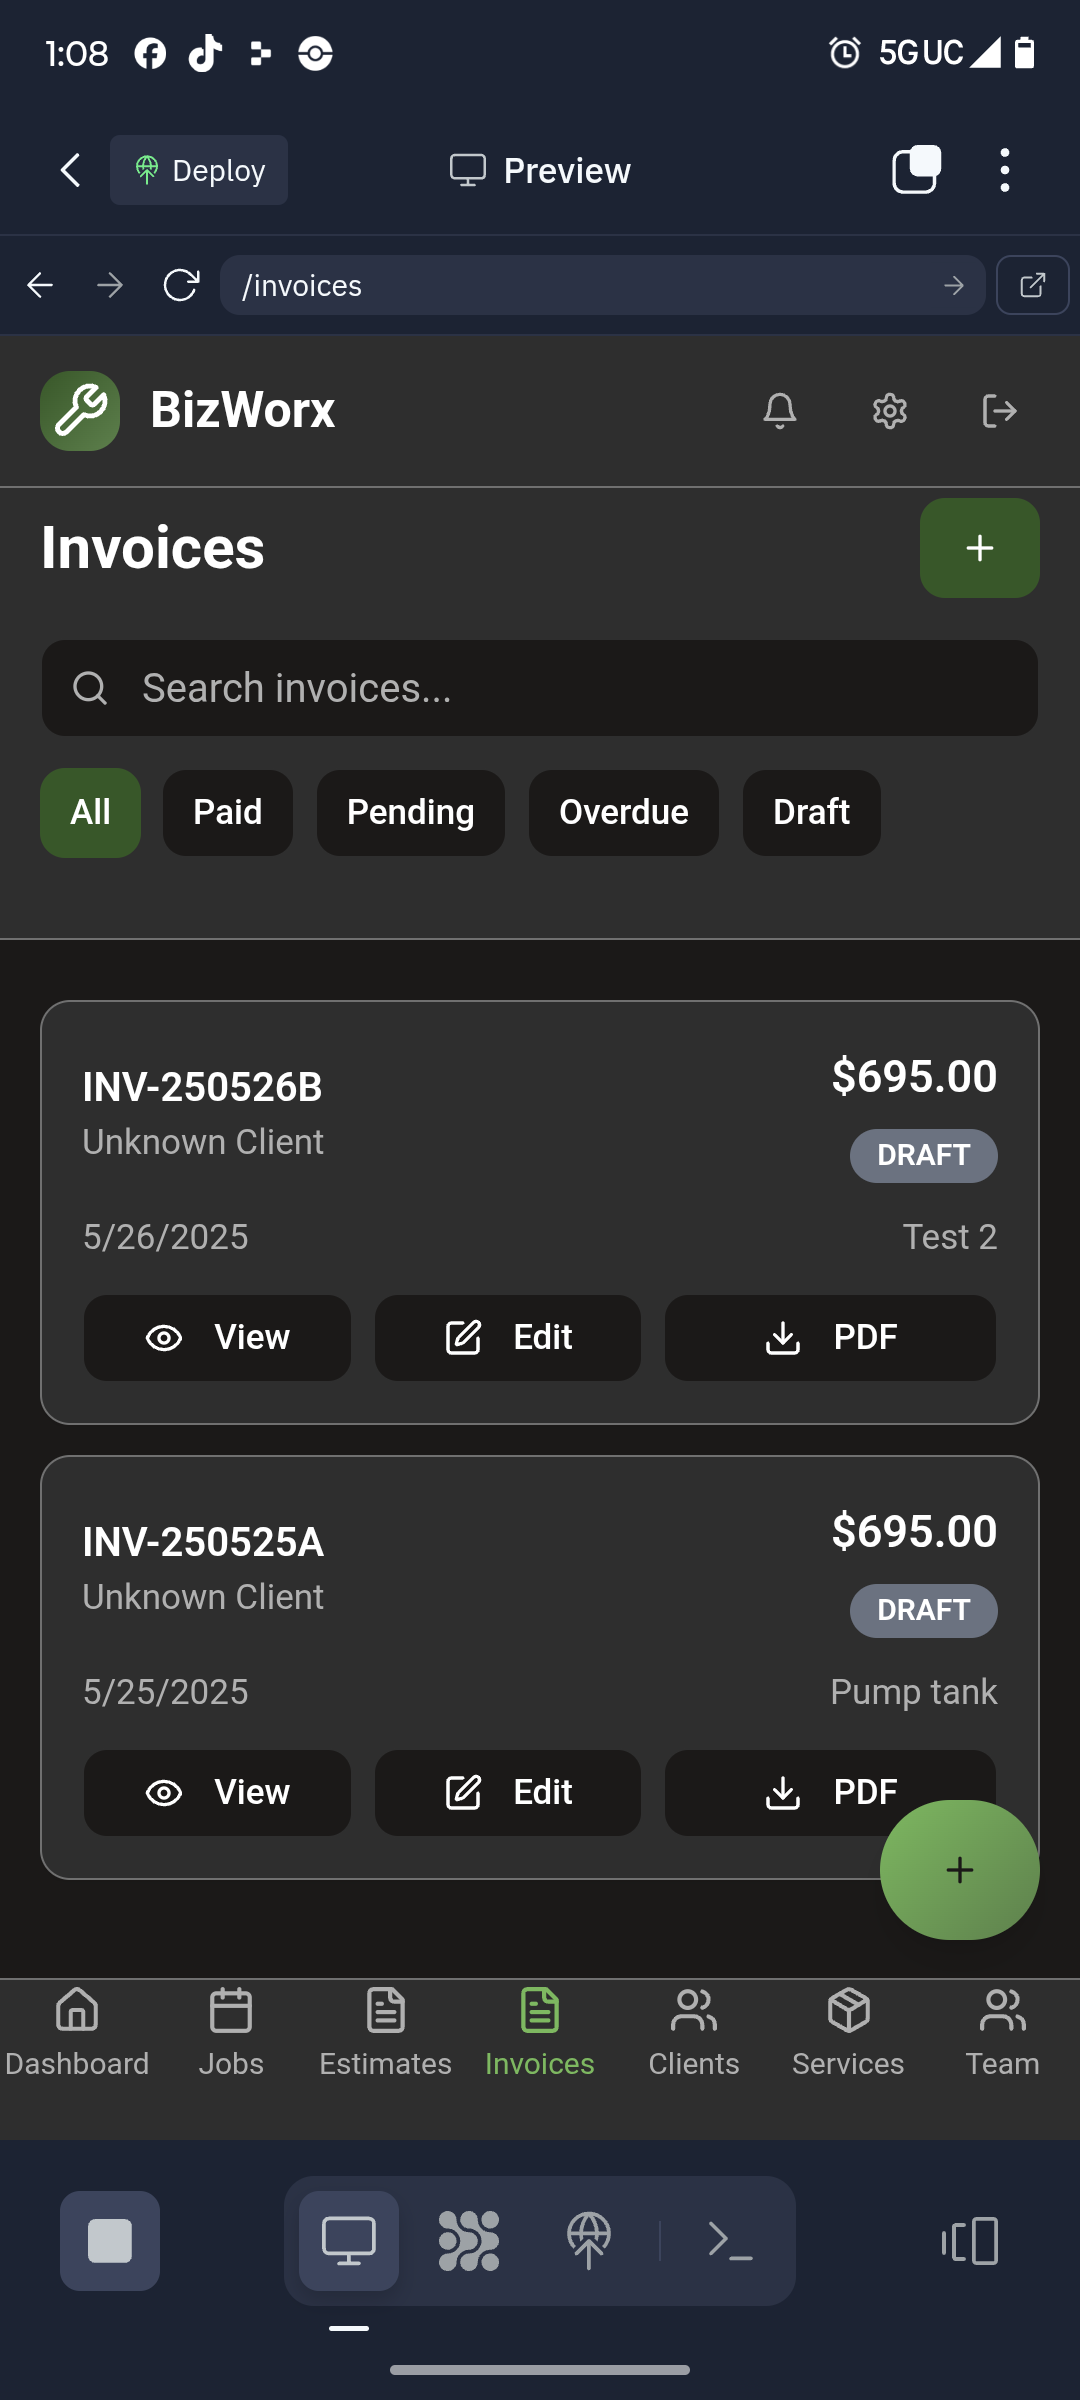 1:08
5G UC
Deploy
Preview
/invoices
BizWorx
Invoices
Search invoices...
All Paid Pending Overdue Draft
INV-250526B
$695.00
Unknown Client
DRAFT
5/26/2025
Test 2
View Edit PDF
INV-250525A
$695.00
Unknown Client
DRAFT
5/25/2025
Pump tank
View Edit PDF
Dashboard Jobs Estimates Invoices Clients Services Team